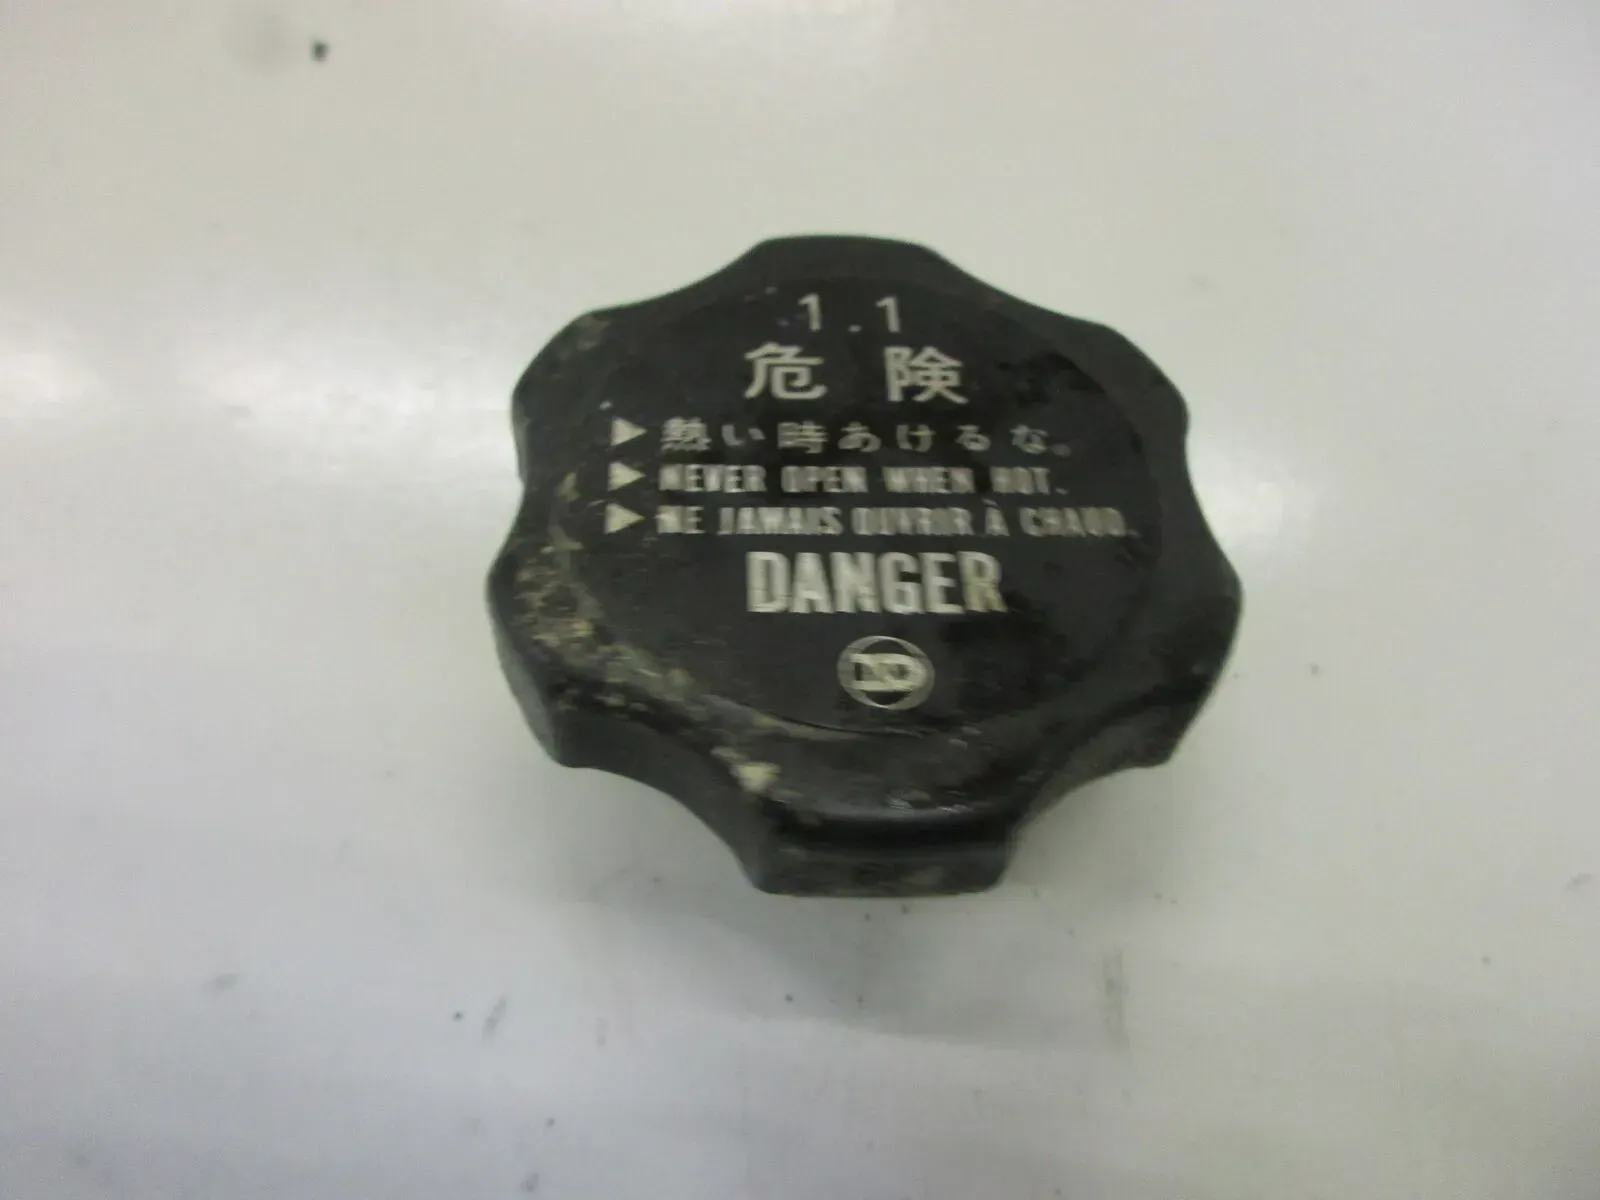 1.1
危険
▶ 熱い時あけるな。
▶ NEVER OPEN WHEN HOT.
▶ NE JAMAIS OUVRIR À CHAUD.
DANGER
ND